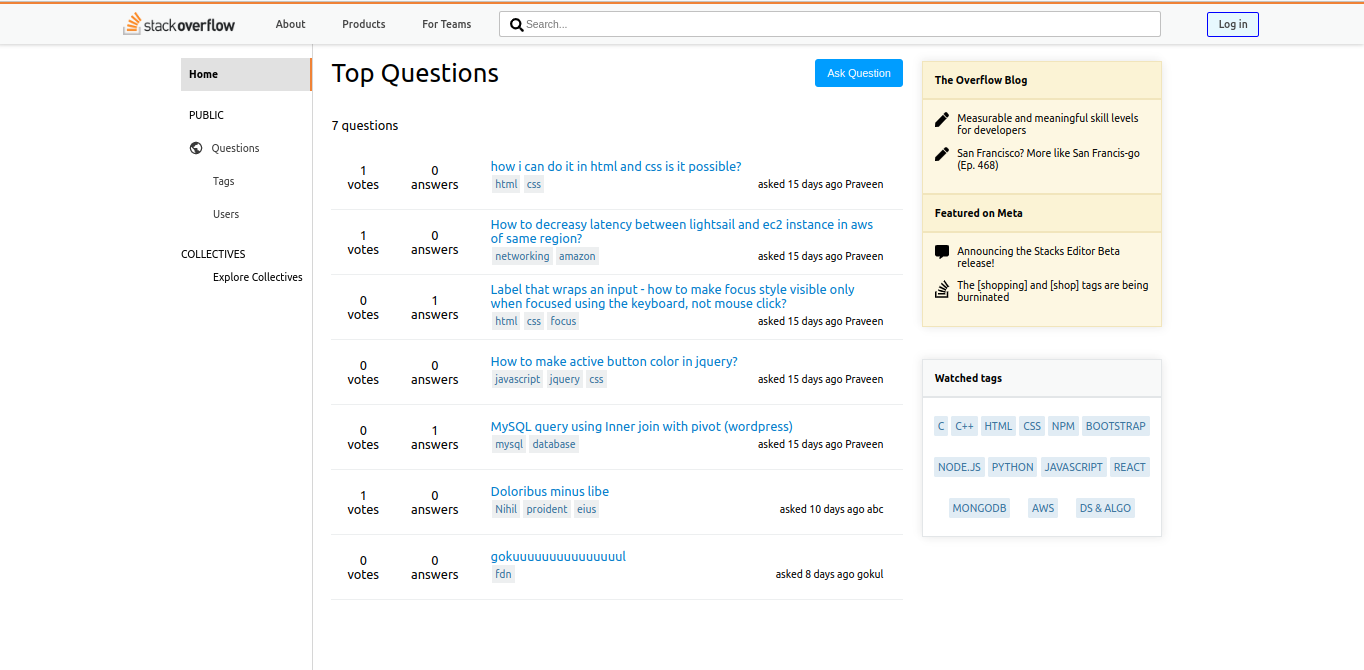 stackoverflow About Products For Teams Search... Log in
Home
PUBLIC
Questions
Tags
Users
COLLECTIVES
Explore Collectives
Top Questions
Ask Question
7 questions
1 votes 0 answers
how i can do it in html and css is it possible?
html css
asked 15 days ago Praveen
1 votes 0 answers
How to decreasy latency between lightsail and ec2 instance in aws
of same region?
networking amazon
asked 15 days ago Praveen
0 votes 1 answers
Label that wraps an input - how to make focus style visible only
when focused using the keyboard, not mouse click?
html css focus
asked 15 days ago Praveen
0 votes 0 answers
How to make active button color in jquery?
javascript jquery css
asked 15 days ago Praveen
0 votes 1 answers
MySQL query using Inner join with pivot (wordpress)
mysql database
asked 15 days ago Praveen
1 votes 0 answers
Doloribus minus libe
Nihil proident eius
asked 10 days ago abc
0 votes 0 answers
gokuuuuuuuuuuuuuuul
fdn
asked 8 days ago gokul
The Overflow Blog
Measurable and meaningful skill levels
for developers
San Francisco? More like San Francis-go
(Ep. 468)
Featured on Meta
Announcing the Stacks Editor Beta
release!
The [shopping] and [shop] tags are being
burninated
Watched tags
C C++ HTML CSS NPM BOOTSTRAP
NODE.JS PYTHON JAVASCRIPT REACT
MONGODB AWS DS & ALGO